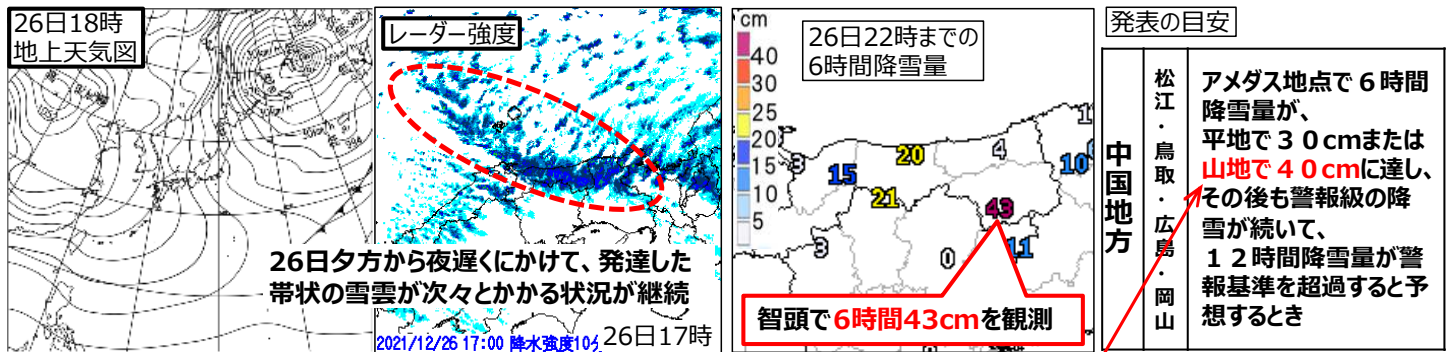 26日18時
地上天気図
レーダー強度
26日夕方から夜遅くにかけて、発達した
帯状の雪雲が次々とかかる状況が継続
2021/12/26 17:00 降水強度10分
26日17時
cm
40
30
25
20
15
10
5
26日22時までの
6時間降雪量
3
15
20
4
1
10
21
43
3
0
11
智頭で6時間43cmを観測
発表の目安
中国地方
松江・鳥取・広島・岡山
アメダス地点で６時間
降雪量が、
平地で３０cmまたは
山地で４０cmに達し、
その後も警報級の降
雪が続いて、
１２時間降雪量が警
報基準を超過すると予
想するとき